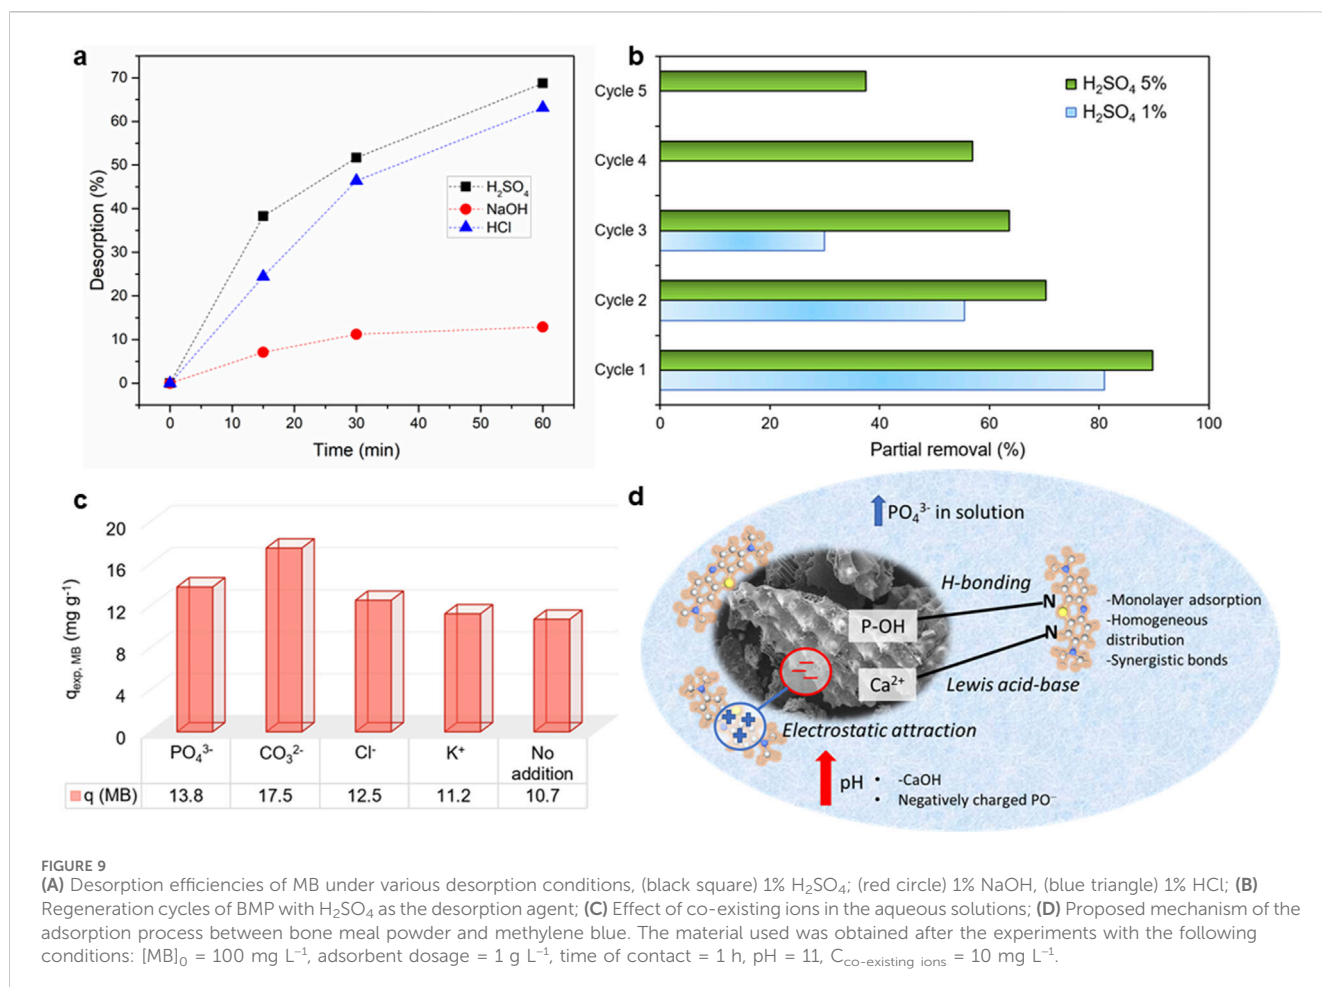 a
70
60
50
40
30
20
10
0
Desorption (%)
H₂SO₄
NaOH
HCl
0 10 20 30 40 50 60
Time (min)
b
Cycle 5
Cycle 4
Cycle 3
Cycle 2
Cycle 1
H₂SO₄ 5%
H₂SO₄ 1%
0 20 40 60 80 100
Partial removal (%)
c
20
16
12
8
4
0
q exp, MB (mg g⁻¹)
PO₄³⁻ CO₃²⁻ Cl⁻ K⁺ No
addition
q (MB) 13.8 17.5 12.5 11.2 10.7
d
PO₄³⁻ in solution
H-bonding
P-OH
N
N
Ca²⁺
Lewis acid-base
-Monolayer adsorption
-Homogeneous
distribution
-Synergistic bonds
Electrostatic attraction
pH
• -CaOH
• Negatively charged PO⁻
FIGURE 9
(A) Desorption efficiencies of MB under various desorption conditions, (black square) 1% H₂SO₄; (red circle) 1% NaOH, (blue triangle) 1% HCl; (B)
Regeneration cycles of BMP with H₂SO₄ as the desorption agent; (C) Effect of co-existing ions in the aqueous solutions; (D) Proposed mechanism of the
adsorption process between bone meal powder and methylene blue. The material used was obtained after the experiments with the following
conditions: [MB]₀ = 100 mg L⁻¹, adsorbent dosage = 1 g L⁻¹, time of contact = 1 h, pH = 11, C co-existing ions = 10 mg L⁻¹.